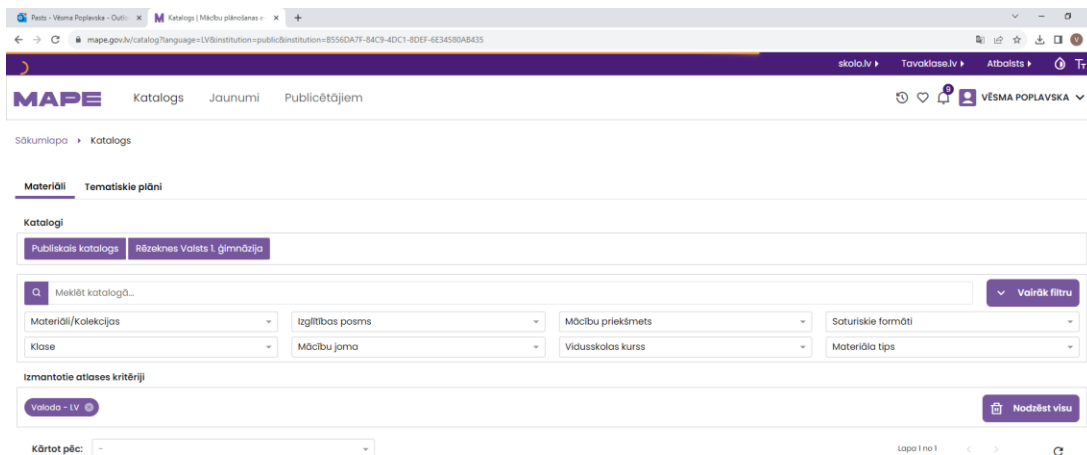 Pasts - Vēsma Poplavska - Outlo
Katalogs | Mācību plānošanas e-
mape.gov.lv/catalog?language=LV&institution=public&institution=8556DA7F-84C9-4DC1-8DEF-6E34580AB435
V
skolo.lv Tavaklase.lv Atbalsts TT
MAPE Katalogs Jaunumi Publicētājiem 9 VĒSMA POPLAVSKA
Sākumlapa Katalogs
Materiāli Tematiskie plāni
Katalogi
Publiskais katalogs Rēzeknes Valsts 1. ģimnāzija
Meklēt katalogā... Vairāk filtru
Materiāli/Kolekcijas Izglītības posms Mācību priekšmets Saturiskie formāti
Klase Mācību joma Vidusskolas kurss Materiāla tips
Izmantotie atlases kritēriji
Valoda - LV Nodzēst visu
Kārtot pēc: - Lapa 1 no 1